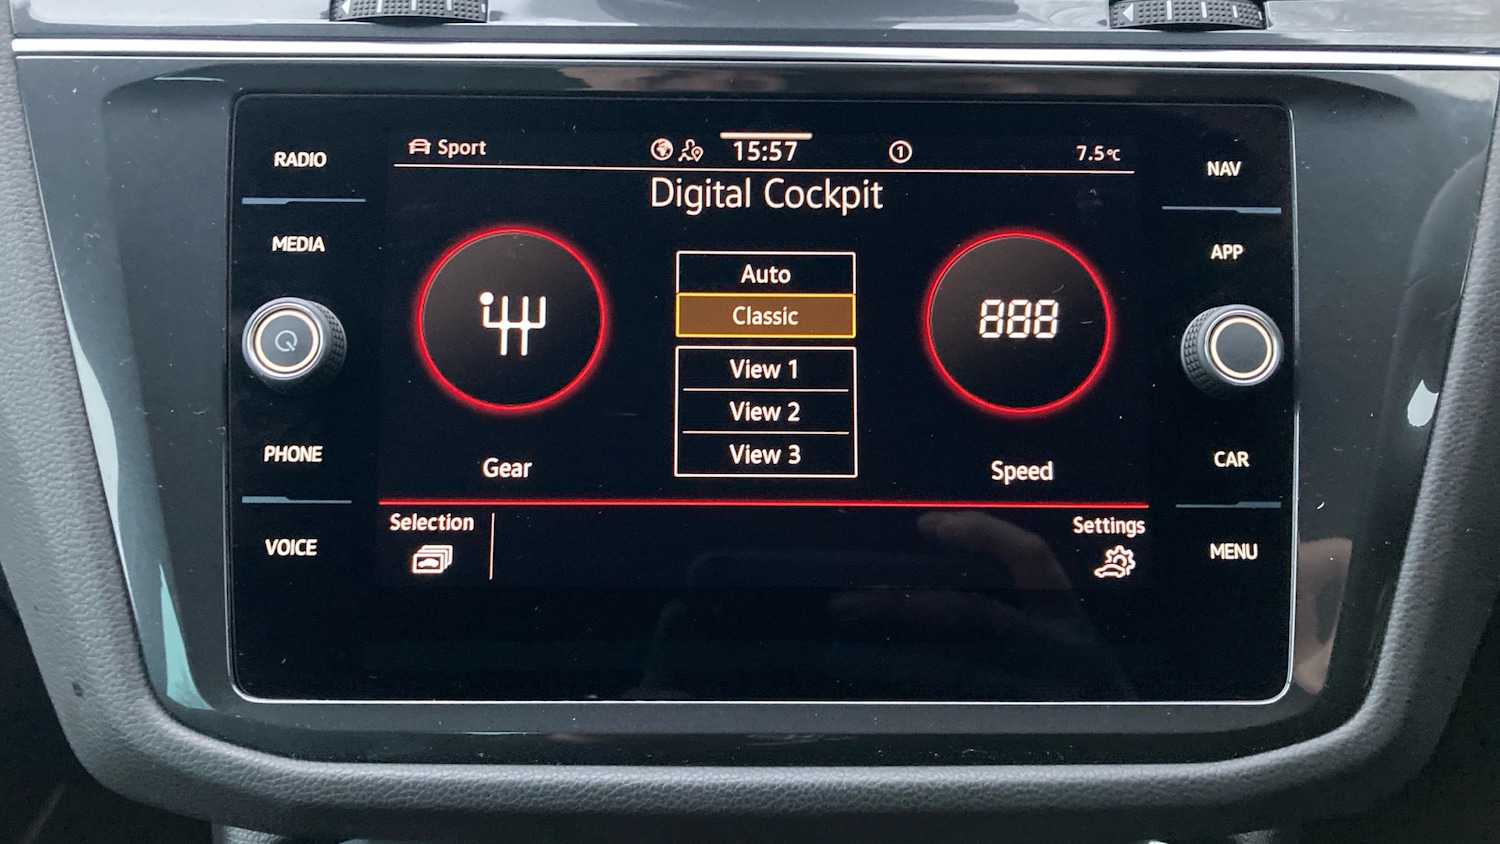 RADIO
MEDIA
PHONE
VOICE
Sport
15:57
1
7.5°C
Digital Cockpit
Auto
Classic
View 1
View 2
View 3
Gear
888
Speed
Selection
Settings
NAV
APP
CAR
MENU